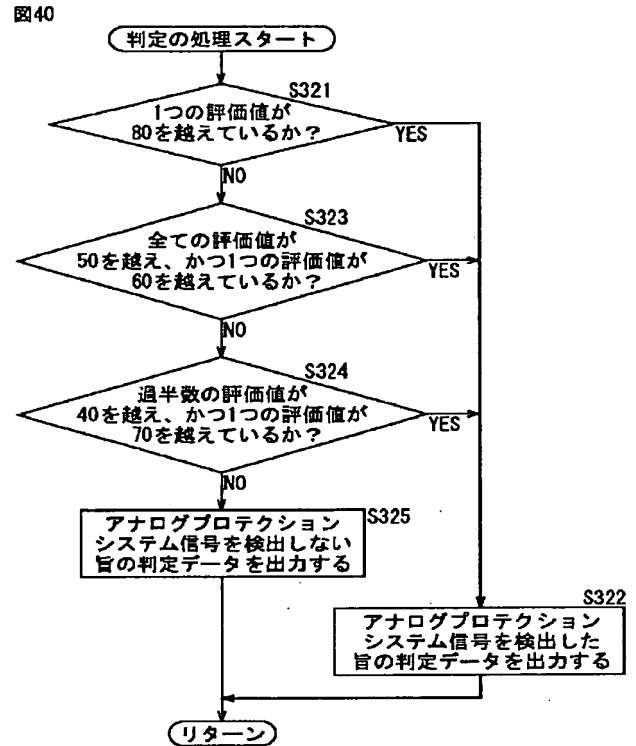 図40
判定の処理スタート
S321
1つの評価値が
80を越えているか？
YES
NO
S323
全ての評価値が
50を越え、かつ1つの評価値が
60を越えているか？
YES
NO
S324
過半数の評価値が
40を越え、かつ1つの評価値が
70を越えているか？
YES
NO
S325
アナログプロテクション
システム信号を検出しない
旨の判定データを出力する
S322
アナログプロテクション
システム信号を検出した
旨の判定データを出力する
リターン